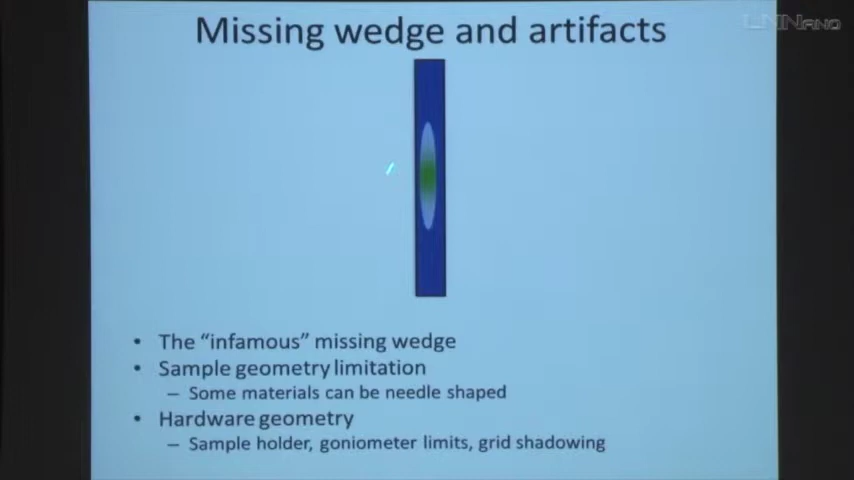 LNNano
Missing wedge and artifacts
• The “infamous” missing wedge
• Sample geometry limitation
– Some materials can be needle shaped
• Hardware geometry
– Sample holder, goniometer limits, grid shadowing